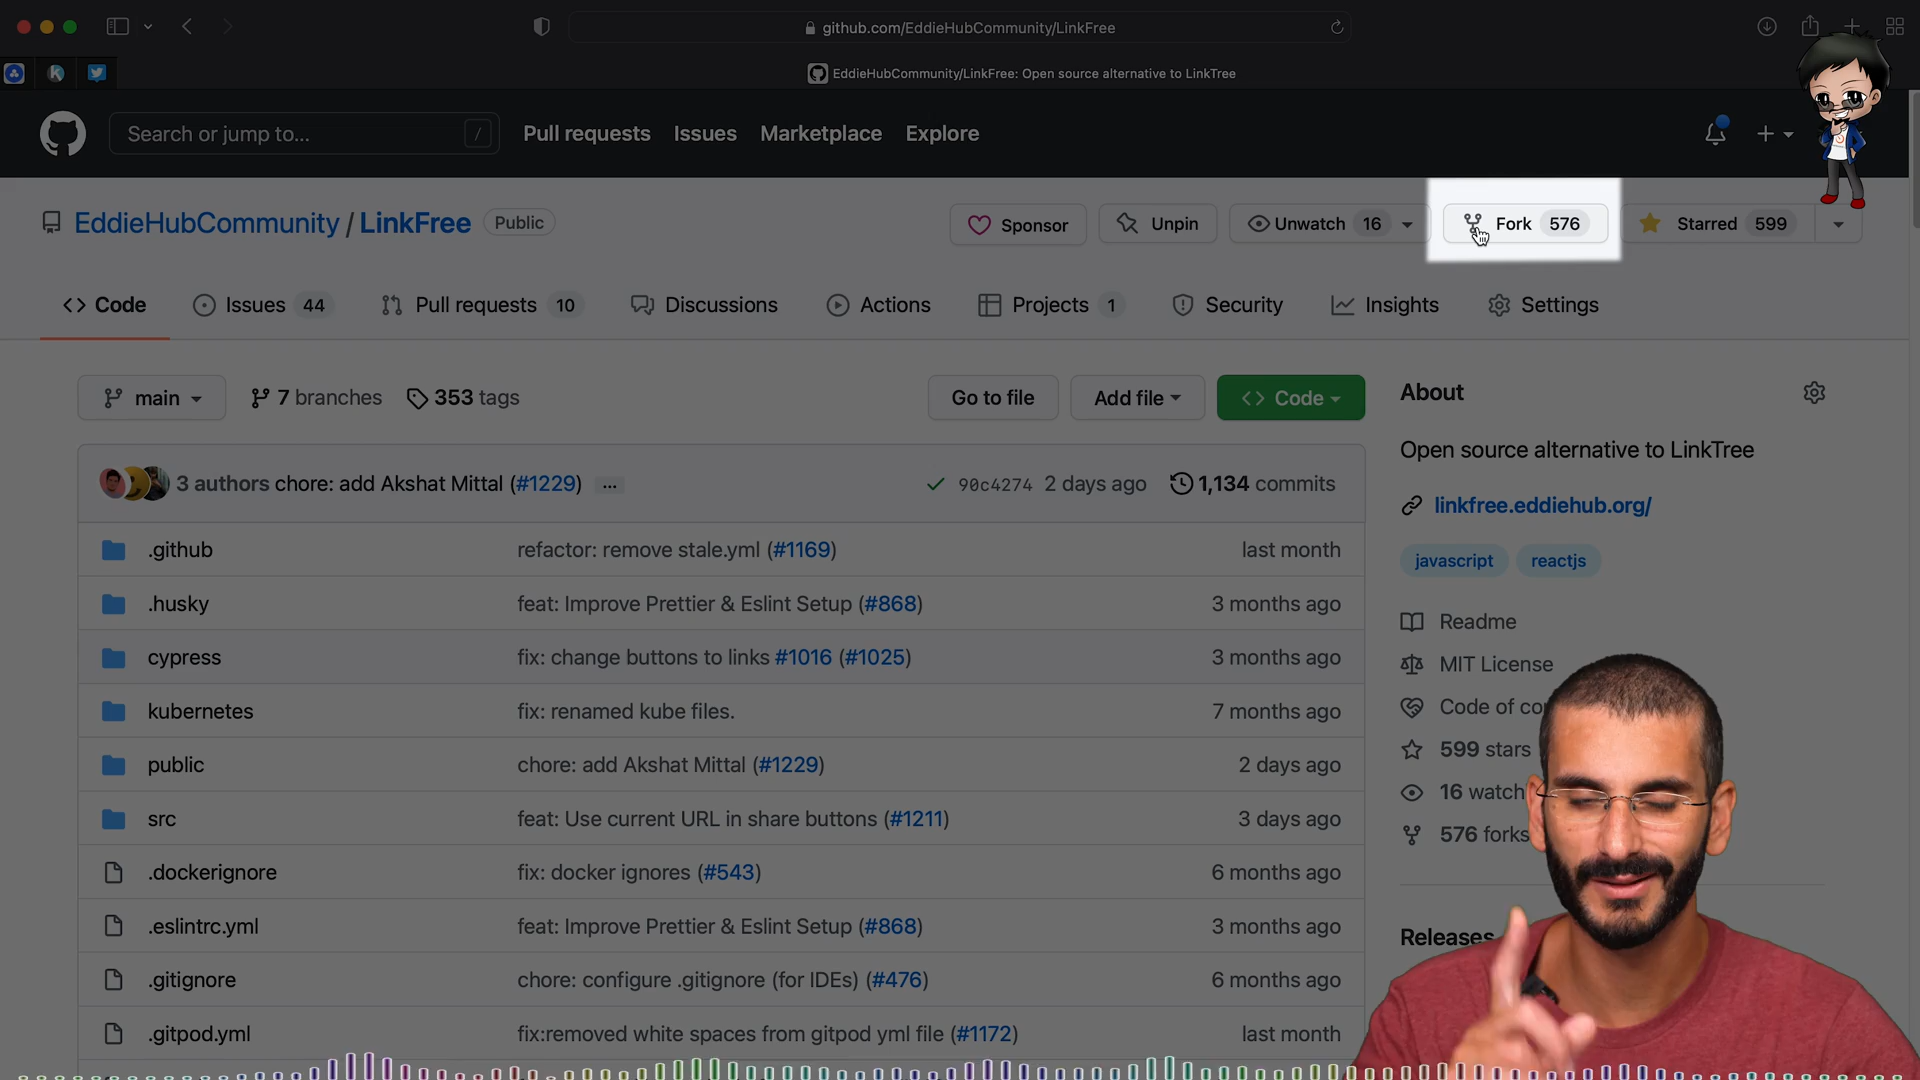 github.com/EddieHubCommunity/LinkFree
EddieHubCommunity/LinkFree: Open source alternative to LinkTree
Search or jump to... /
Pull requests Issues Marketplace Explore
EddieHubCommunity / LinkFree Public
Sponsor Unpin Unwatch 16 Fork 576 Starred 599
Code Issues 44 Pull requests 10 Discussions Actions Projects 1 Security Insights Settings
main 7 branches 353 tags Go to file Add file Code
3 authors chore: add Akshat Mittal (#1229) ... 90c4274 2 days ago 1,134 commits
.github refactor: remove stale.yml (#1169) last month
.husky feat: Improve Prettier & Eslint Setup (#868) 3 months ago
cypress fix: change buttons to links #1016 (#1025) 3 months ago
kubernetes fix: renamed kube files. 7 months ago
public chore: add Akshat Mittal (#1229) 2 days ago
src feat: Use current URL in share buttons (#1211) 3 days ago
.dockerignore fix: docker ignores (#543) 6 months ago
.eslintrc.yml feat: Improve Prettier & Eslint Setup (#868) 3 months ago
.gitignore chore: configure .gitignore (for IDEs) (#476) 6 months ago
.gitpod.yml fix:removed white spaces from gitpod yml file (#1172) last month
About
Open source alternative to LinkTree
linkfree.eddiehub.org/
javascript reactjs
Readme
MIT License
Code of
599 stars
16 watch
576 forks
Releases